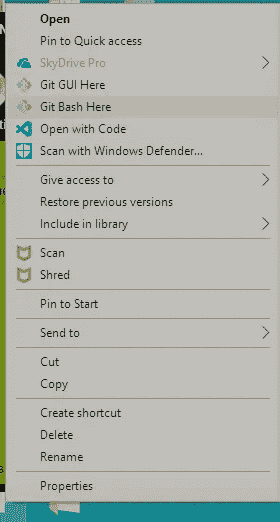 Open
Pin to Quick access
SkyDrive Pro
Git GUI Here
Git Bash Here
Open with Code
Scan with Windows Defender...
Give access to
Restore previous versions
Include in library
Scan
Shred
Pin to Start
Send to
Cut
Copy
Create shortcut
Delete
Rename
Properties